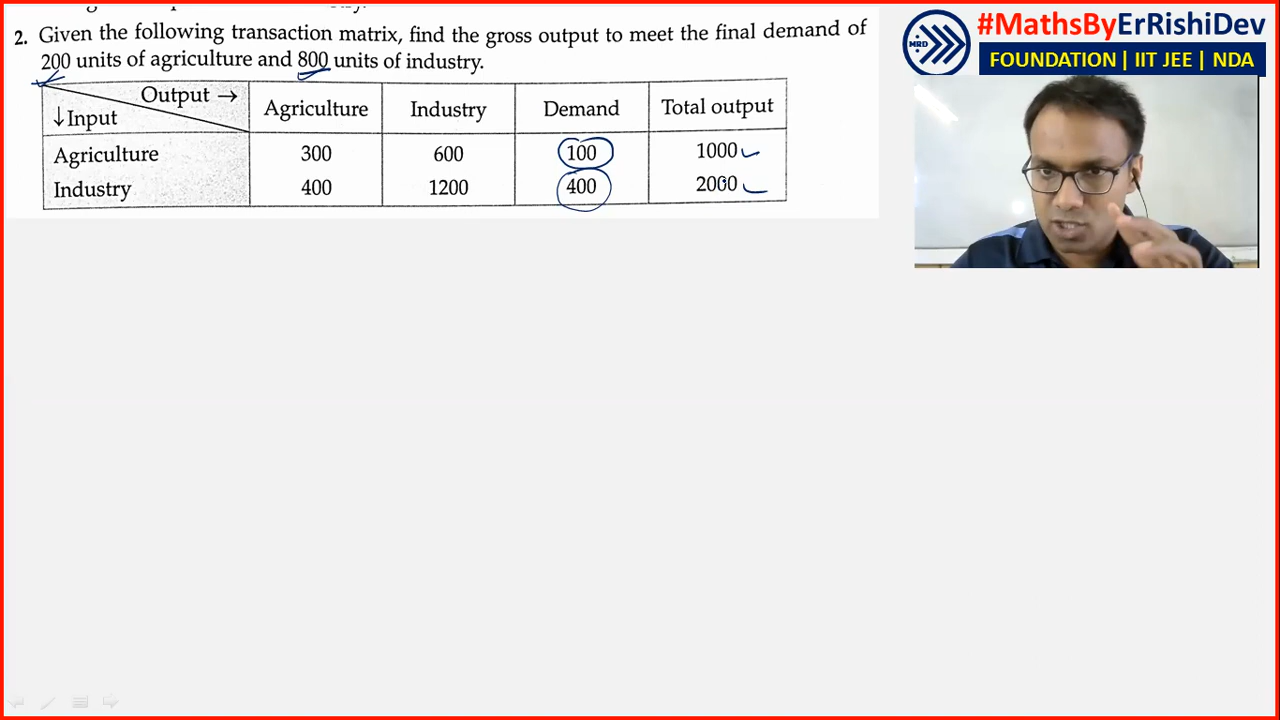 #MathsByErRishiDev
MRD
FOUNDATION | IIT JEE | NDA
2. Given the following transaction matrix, find the gross output to meet the final demand of
200 units of agriculture and 800 units of industry.
Output → Agriculture Industry Demand Total output
↓Input
Agriculture 300 600 100 1000
Industry 400 1200 400 2000